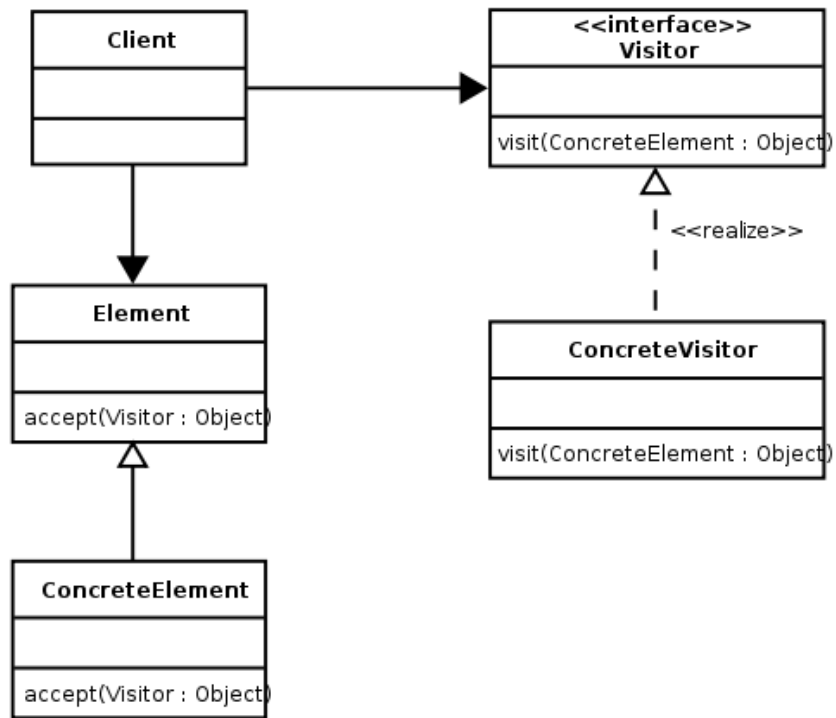 Client
<<interface>>
Visitor
visit(ConcreteElement : Object)
<<realize>>
Element
accept(Visitor : Object)
ConcreteVisitor
visit(ConcreteElement : Object)
ConcreteElement
accept(Visitor : Object)